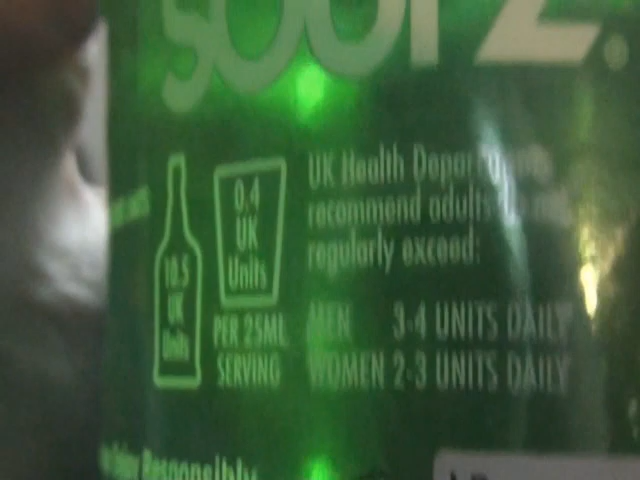 SOURZ
10.5
UK
Units
0.4
UK
Units
PER 25ML
SERVING
UK Health Departments
recommend adults do not
regularly exceed:
MEN 3-4 UNITS DAILY
WOMEN 2-3 UNITS DAILY
Responsibly